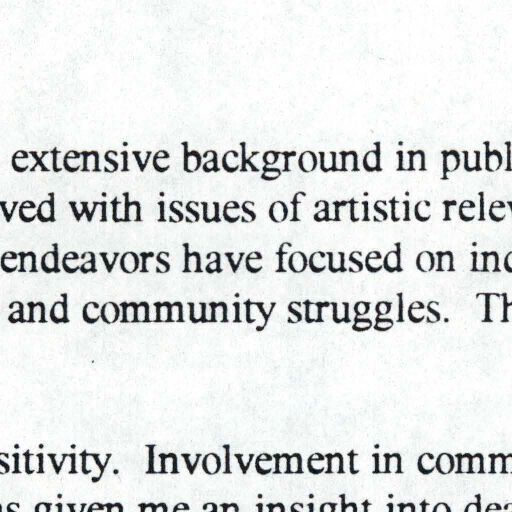 extensive background in publ
ved with issues of artistic relev
endeavors have focused on inc
and community struggles. Th
sitivity. Involvement in comm
s given me an insight into dea